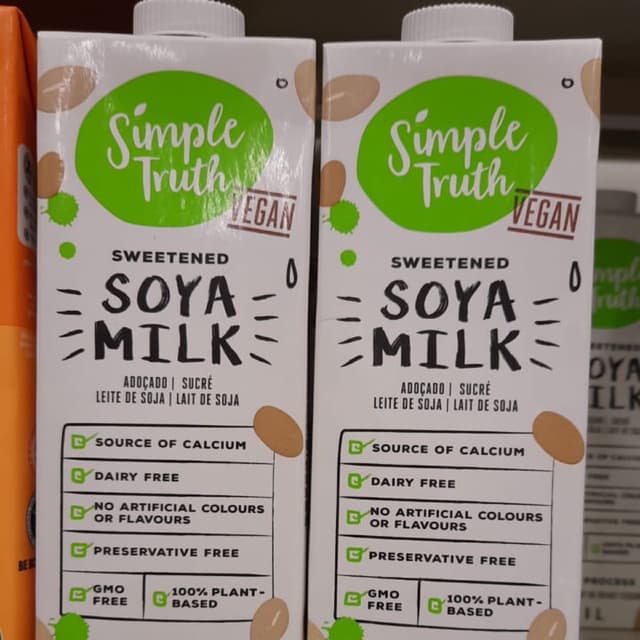 Simple
Truth
VEGAN
SWEETENED
SOYA
MILK
ADOÇADO | SUCRÉ
LEITE DE SOJA | LAIT DE SOJA
SOURCE OF CALCIUM
DAIRY FREE
NO ARTIFICIAL COLOURS
OR FLAVOURS
PRESERVATIVE FREE
GMO
FREE
100% PLANT-
BASED
Simple
Truth
VEGAN
SWEETENED
SOYA
MILK
ADOÇADO | SUCRÉ
LEITE DE SOJA | LAIT DE SOJA
SOURCE OF CALCIUM
DAIRY FREE
NO ARTIFICIAL COLOURS
OR FLAVOURS
PRESERVATIVE FREE
GMO
FREE
100% PLANT-
BASED